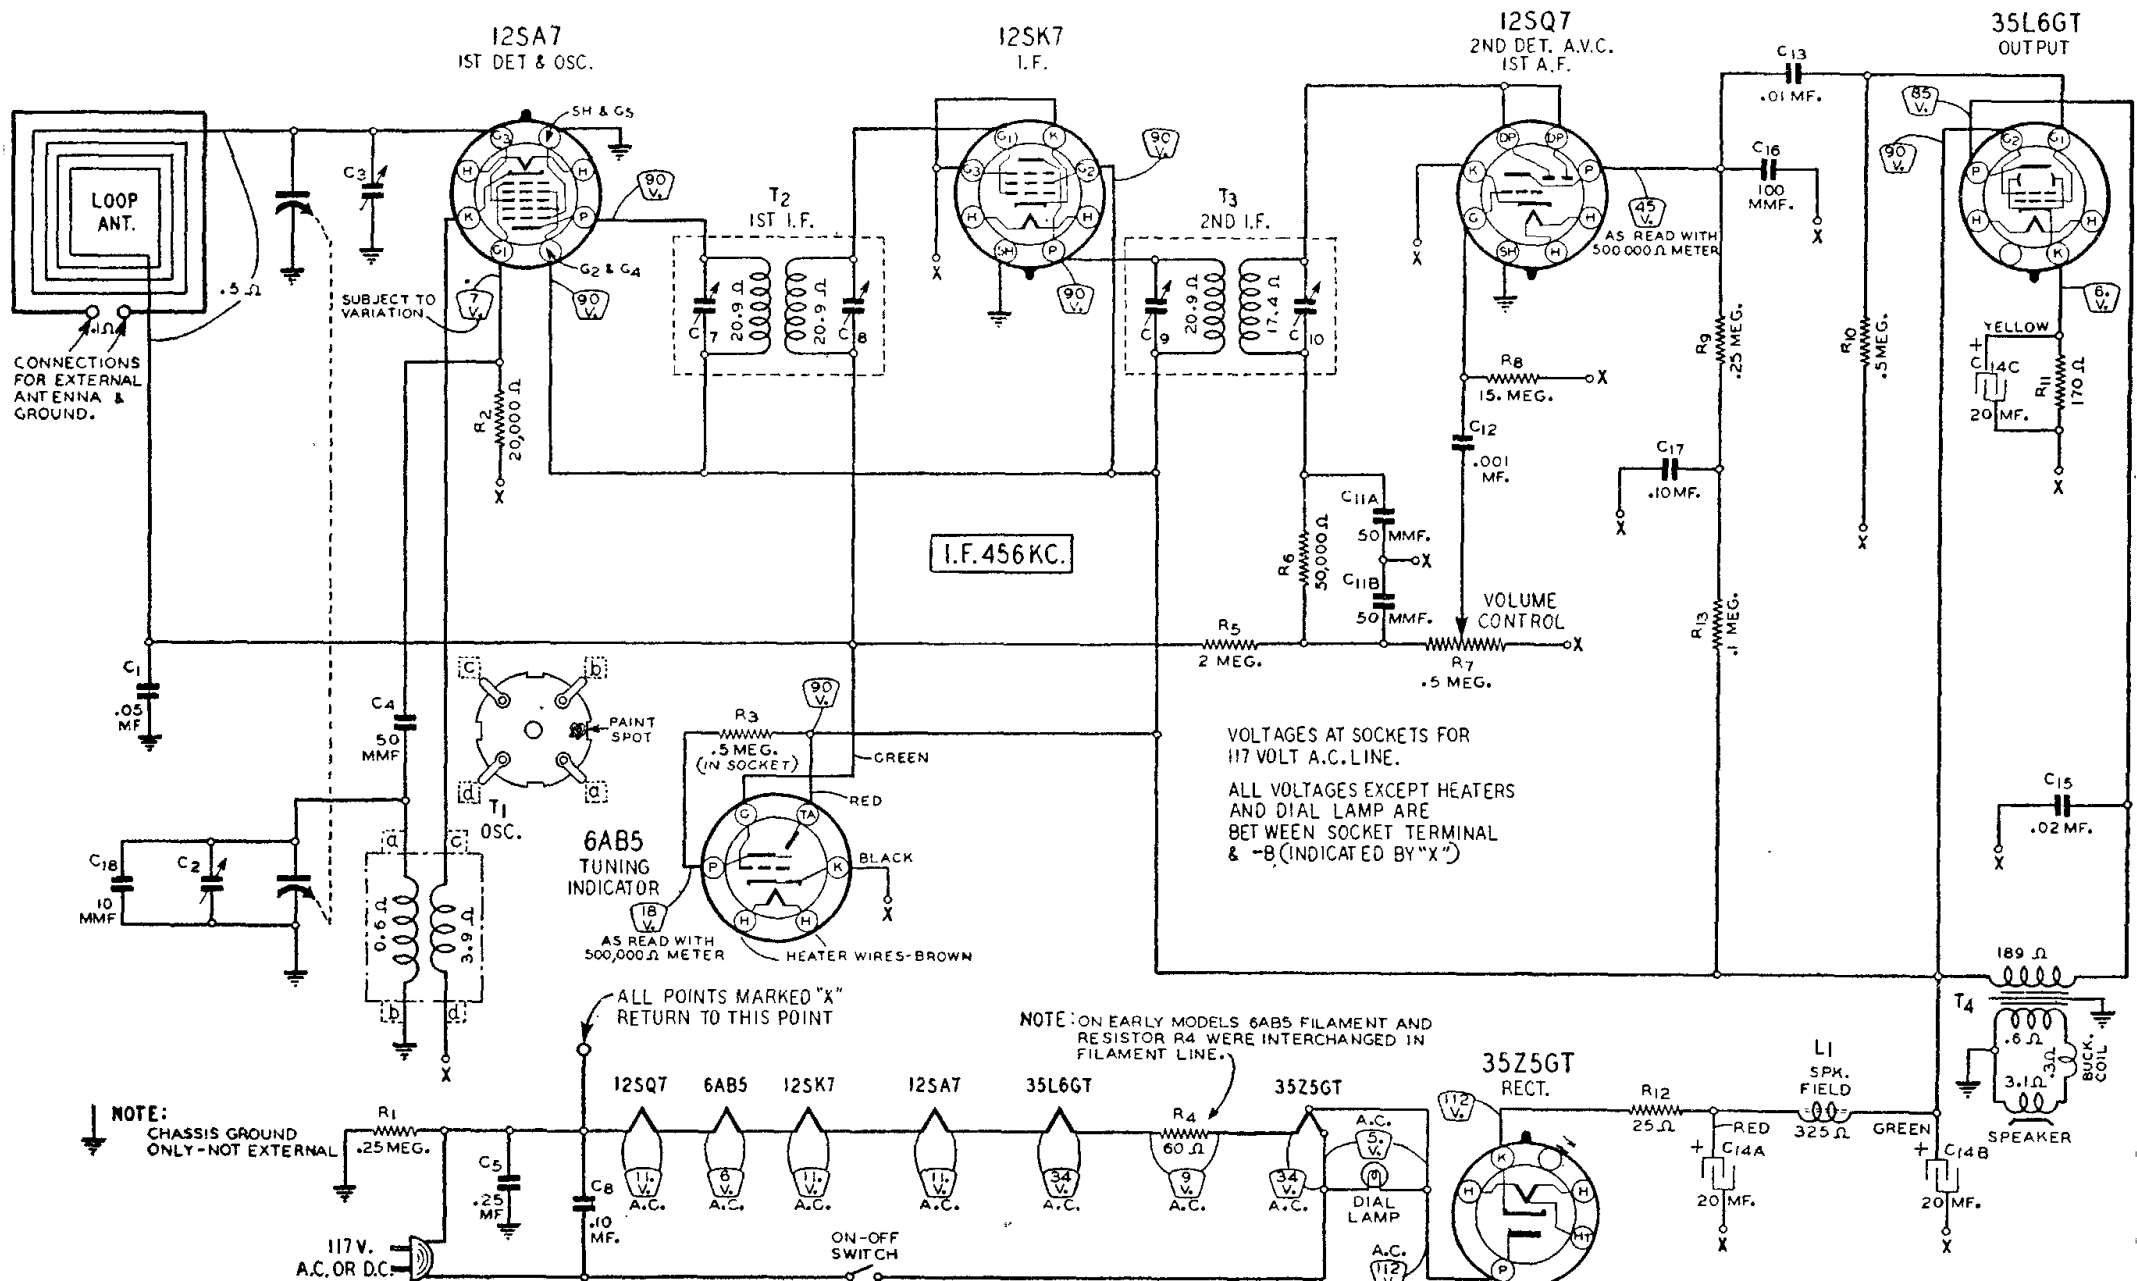 12SA7
1ST DET & OSC.
12SK7
I.F.
12SQ7
2ND DET. A.V.C.
1ST A.F.
35L6GT
OUTPUT
LOOP
ANT.
.5 Ω
.1Ω
CONNECTIONS
FOR EXTERNAL
ANTENNA &
GROUND.
C3
G3
SH & G5
H
H
K
P
G1
G2 & G4
90
V.
7
V.
90
V.
SUBJECT TO
VARIATION
R2
20,000 Ω
X
T2
1ST I.F.
C7
20.9 Ω
20.9 Ω
C8
G1
K
G3
G2
H
H
SH
P
X
90
V.
90
V.
T3
2ND I.F.
C9
20.9 Ω
17.4 Ω
C10
DP
DP
K
P
G
H
SH
H
X
45
V.
AS READ WITH
500,000 Ω METER
C13
.01 MF.
C16
100
MMF.
X
R9
.25 MEG.
R10
.5 MEG.
X
85
V.
90
V.
G2
G1
P
H
H
K
6.
V.
YELLOW
+
C14C
20 MF.
R11
170 Ω
X
R8
15. MEG.
X
C12
.001
MF.
C17
.10 MF.
X
C11A
50 MMF.
X
C11B
50 MMF.
R6
50,000 Ω
I.F. 456 KC.
VOLUME
CONTROL
R5
2 MEG.
R7
.5 MEG.
X
R13
.1 MEG.
C1
.05
MF
C4
50
MMF
c
b
d
a
PAINT
SPOT
T1
OSC.
R3
.5 MEG.
(IN SOCKET)
90
V.
GREEN
RED
6AB5
TUNING
INDICATOR
G
TA
P
K
H
H
BLACK
X
18
V.
AS READ WITH
500,000 Ω METER
HEATER WIRES-BROWN
VOLTAGES AT SOCKETS FOR
117 VOLT A.C. LINE.
ALL VOLTAGES EXCEPT HEATERS
AND DIAL LAMP ARE
BETWEEN SOCKET TERMINAL
& -B (INDICATED BY "X")
C15
.02 MF.
X
C18
10
MMF
C2
a
c
0.6 Ω
3.9 Ω
b
d
X
ALL POINTS MARKED "X"
RETURN TO THIS POINT
NOTE: ON EARLY MODELS 6AB5 FILAMENT AND
RESISTOR R4 WERE INTERCHANGED IN
FILAMENT LINE.
189 Ω
T4
.6 Ω
.3Ω
BUCK.
COIL
3.1 Ω
SPEAKER
NOTE:
CHASSIS GROUND
ONLY-NOT EXTERNAL
R1
.25 MEG.
C5
.25
MF
C8
.10
MF.
12SQ7
6AB5
12SK7
12SA7
35L6GT
R4
60 Ω
35Z5GT
11.
V.
A.C.
6
V.
A.C.
11.
V.
A.C.
11.
V.
A.C.
34
V.
A.C.
9
V.
A.C.
34
V.
A.C.
A.C.
5.
V.
DIAL
LAMP
A.C.
112
V.
35Z5GT
RECT.
112
V.
K
H
H
HT
P
R12
25 Ω
RED
L1
SPK.
FIELD
325 Ω
GREEN
+
C14A
20 MF.
X
+
C14B
20 MF.
X
117 V.
A.C. OR D.C.
ON-OFF
SWITCH